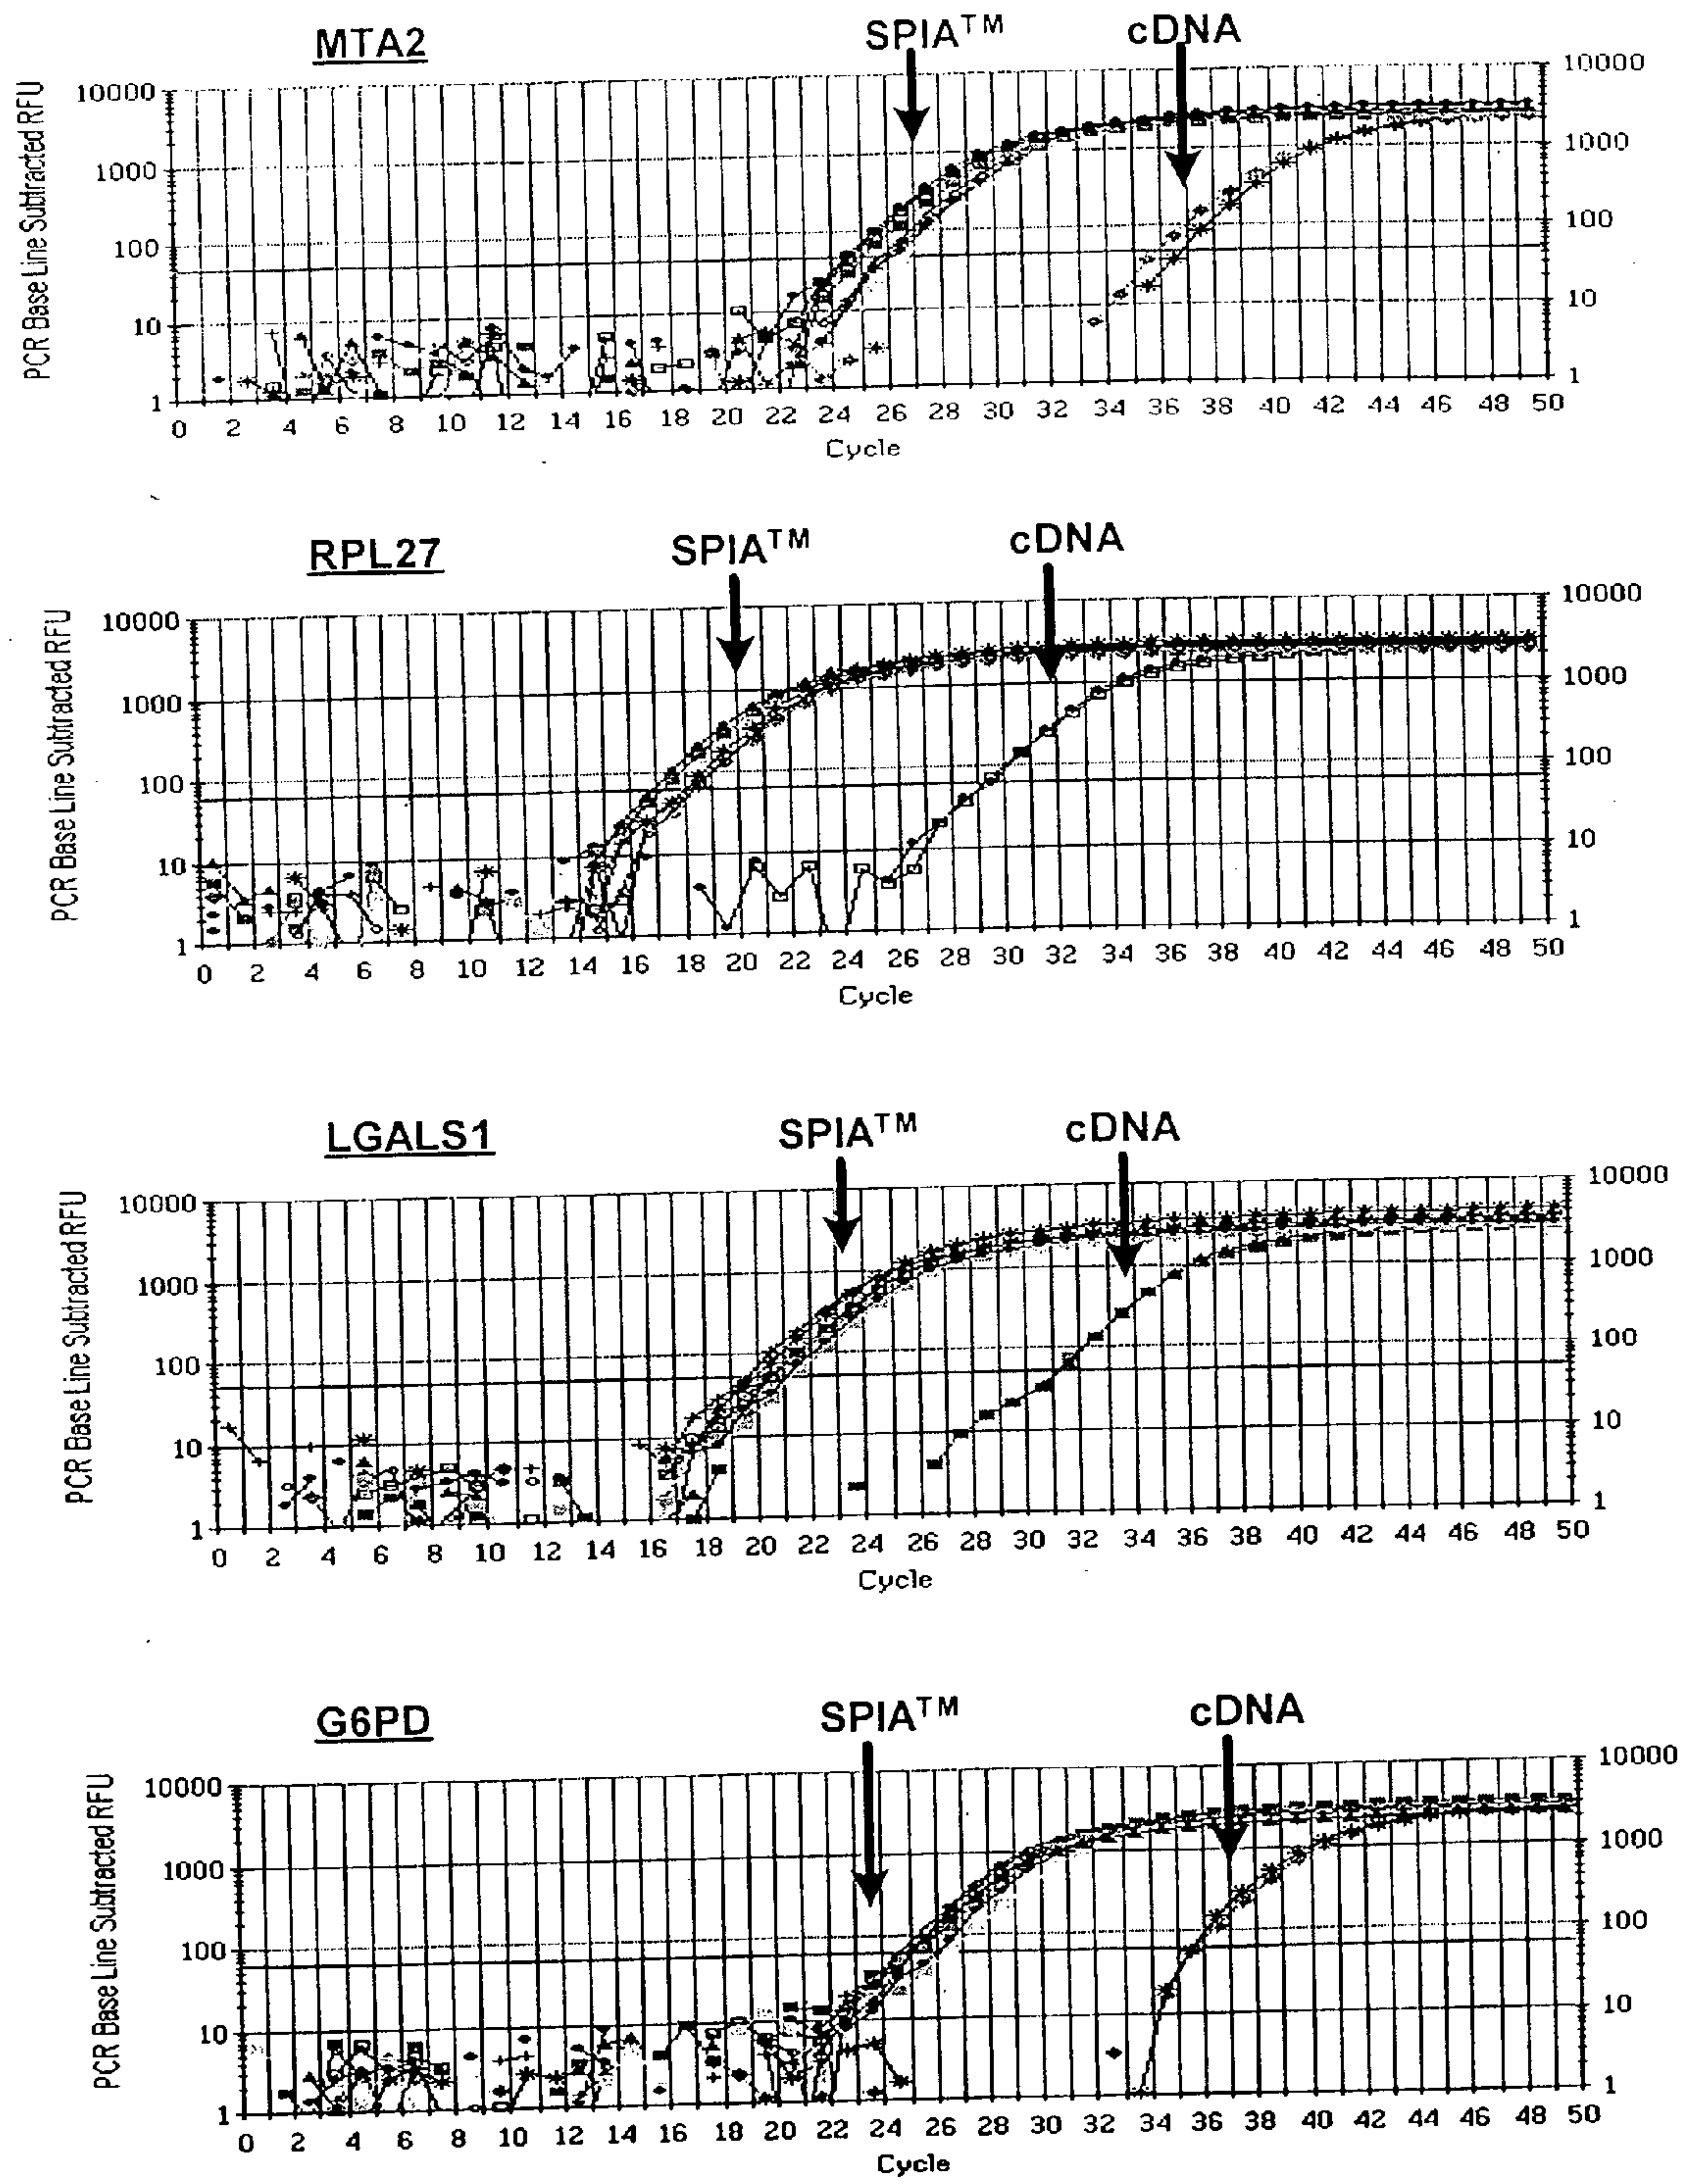 MTA2
SPIA™ cDNA
PCR Base Line Subtracted RFU
10000 1000 100 10 1
10000 1000 100 10 1
0 2 4 6 8 10 12 14 16 18 20 22 24 26 28 30 32 34 36 38 40 42 44 46 48 50
Cycle
RPL27
SPIA™ cDNA
PCR Base Line Subtracted RFU
10000 1000 100 10 1
10000 1000 100 10 1
0 2 4 6 8 10 12 14 16 18 20 22 24 26 28 30 32 34 36 38 40 42 44 46 48 50
Cycle
LGALS1
SPIA™ cDNA
PCR Base Line Subtracted RFU
10000 1000 100 10 1
10000 1000 100 10 1
0 2 4 6 8 10 12 14 16 18 20 22 24 26 28 30 32 34 36 38 40 42 44 46 48 50
Cycle
G6PD
SPIA™ cDNA
PCR Base Line Subtracted RFU
10000 1000 100 10 1
10000 1000 100 10 1
0 2 4 6 8 10 12 14 16 18 20 22 24 26 28 30 32 34 36 38 40 42 44 46 48 50
Cycle